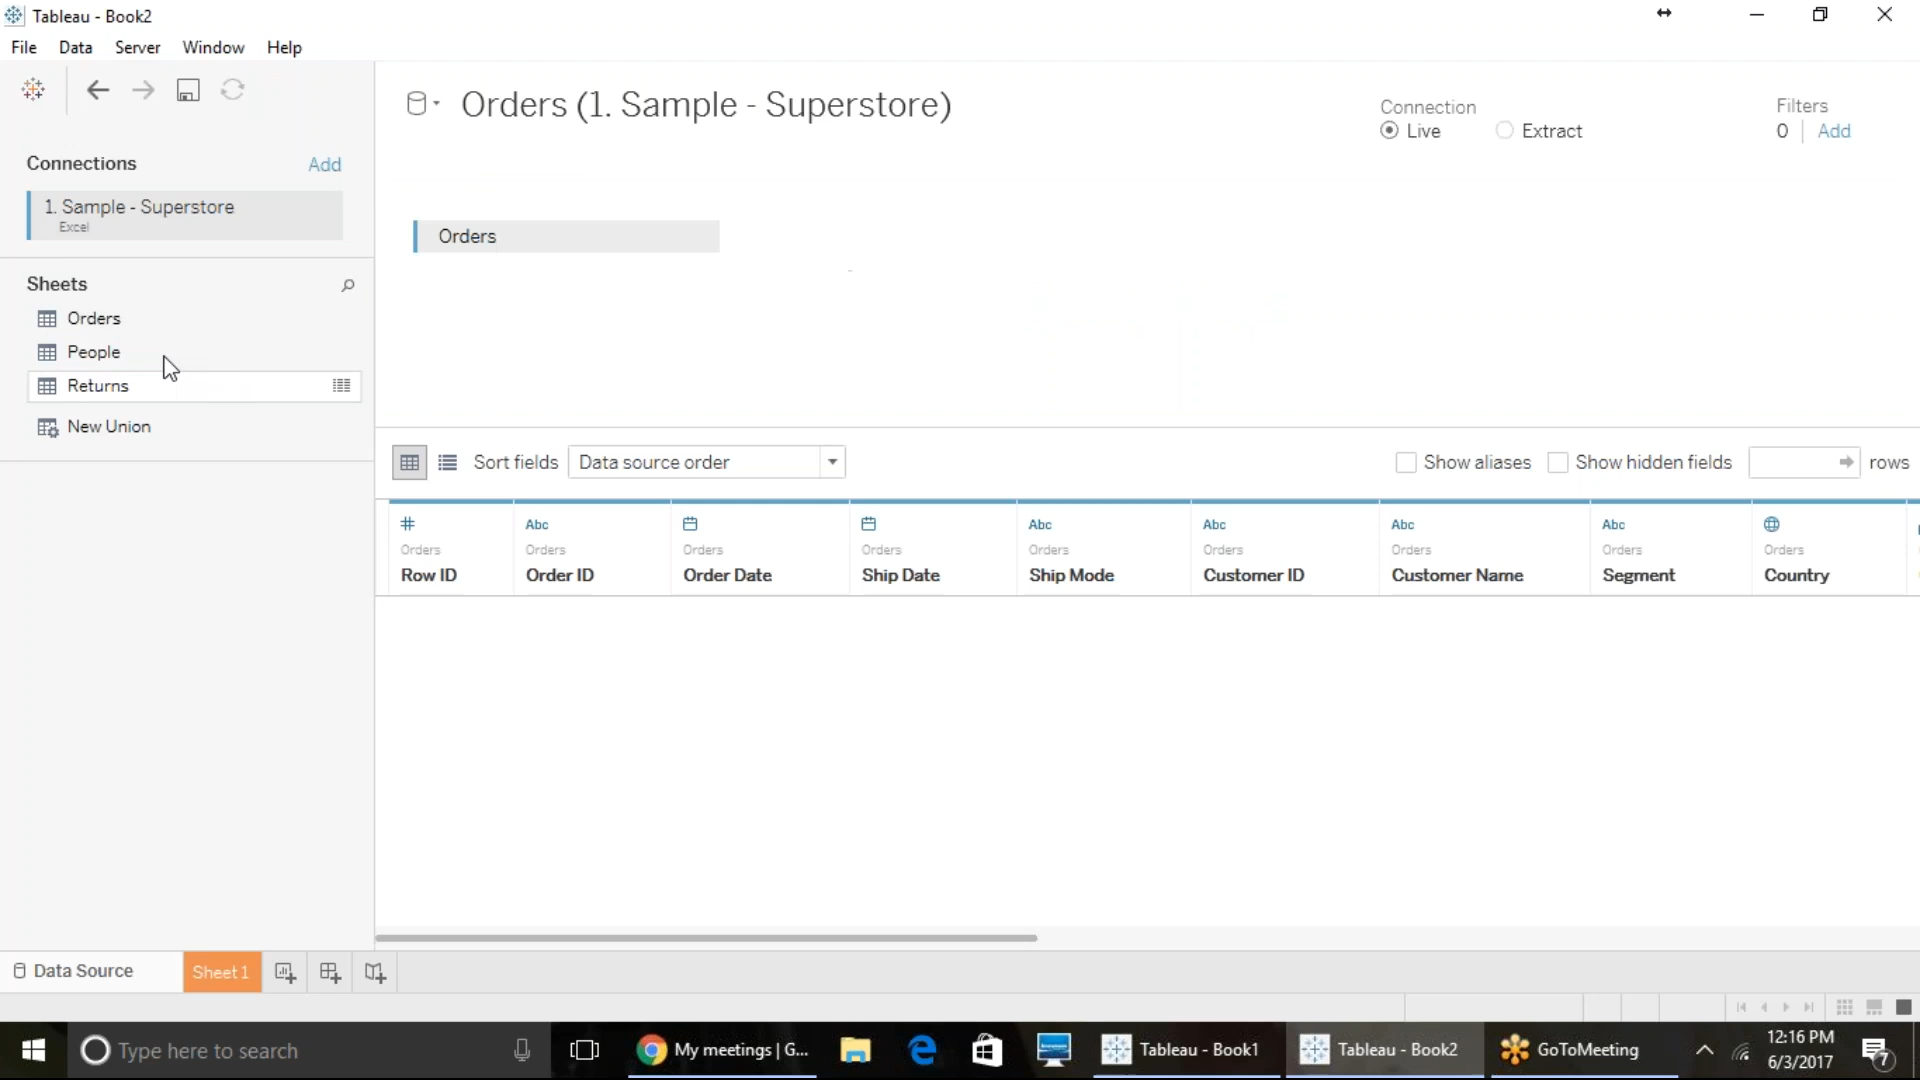 Tableau - Book2
File Data Server Window Help
Orders (1. Sample - Superstore)
Connection
Live Extract
Filters
0 Add
Connections Add
1. Sample - Superstore
Excel
Orders
Sheets
Orders
People
Returns
New Union
Sort fields Data source order Show aliases Show hidden fields rows
# Abc Abc Abc Abc Abc
Orders Orders Orders Orders Orders Orders Orders Orders Orders
Row ID Order ID Order Date Ship Date Ship Mode Customer ID Customer Name Segment Country
Data Source Sheet 1
Type here to search My meetings | G... Tableau - Book1 Tableau - Book2 GoToMeeting 12:16 PM
6/3/2017 7